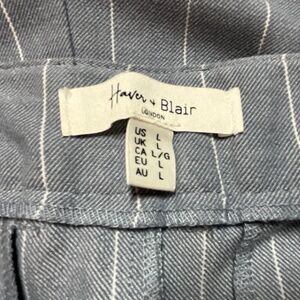 Haven + Blair
LONDON
US L
UK L
CA L/G
EU L
AU L